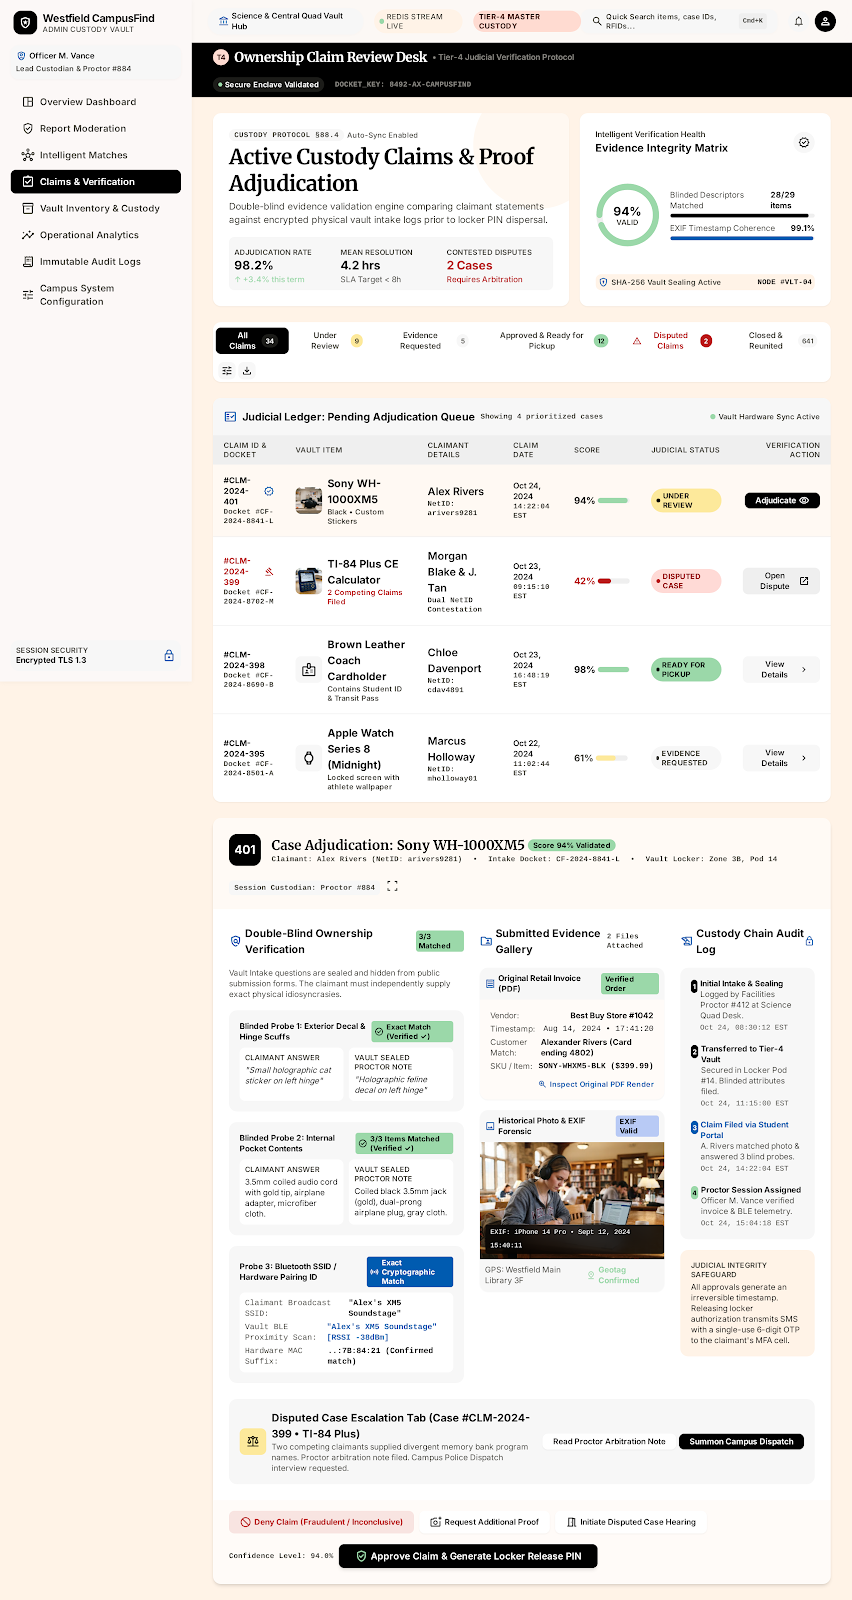 Westfield CampusFind
ADMIN CUSTODY VAULT
Officer M. Vance
Lead Custodian & Proctor #884
Overview Dashboard
Report Moderation
Intelligent Matches
Claims & Verification
Vault Inventory & Custody
Operational Analytics
Immutable Audit Logs
Campus System
Configuration
SESSION SECURITY
Encrypted TLS 1.3
Science & Central Quad Vault
Hub
REDIS STREAM
LIVE
TIER-4 MASTER
CUSTODY
Quick Search items, case IDs,
RFIDs...
Cmd+K
T4
Ownership Claim Review Desk
• Tier-4 Judicial Verification Protocol
Secure Enclave Validated
DOCKET_KEY: 8492-AX-CAMPUSFIND
CUSTODY PROTOCOL §88.4
Auto-Sync Enabled
Active Custody Claims & Proof
Adjudication
Double-blind evidence validation engine comparing claimant statements
against encrypted physical vault intake logs prior to locker PIN dispersal.
ADJUDICATION RATE
98.2%
↑ +3.4% this term
MEAN RESOLUTION
4.2 hrs
SLA Target < 8h
CONTESTED DISPUTES
2 Cases
Requires Arbitration
Intelligent Verification Health
Evidence Integrity Matrix
94%
VALID
Blinded Descriptors
Matched
28/29
items
EXIF Timestamp Coherence
99.1%
SHA-256 Vault Sealing Active
NODE #VLT-04
All
Claims
34
Under
Review
9
Evidence
Requested
5
Approved & Ready for
Pickup
12
Disputed
Claims
2
Closed &
Reunited
641
Judicial Ledger: Pending Adjudication Queue
Showing 4 prioritized cases
Vault Hardware Sync Active
CLAIM ID &
DOCKET
VAULT ITEM
CLAIMANT
DETAILS
CLAIM
DATE
SCORE
JUDICIAL STATUS
VERIFICATION
ACTION
#CLM-
2024-
401
Docket #CF-
2024-8841-L
Sony WH-
1000XM5
Black • Custom
Stickers
Alex Rivers
NetID:
arivers9281
Oct 24,
2024
14:22:04
EST
94%
UNDER
REVIEW
Adjudicate
#CLM-
2024-
399
Docket #CF-
2024-8702-M
TI-84 Plus CE
Calculator
2 Competing Claims
Filed
Morgan
Blake & J.
Tan
Dual NetID
Contestation
Oct 23,
2024
09:15:10
EST
42%
DISPUTED
CASE
Open
Dispute
#CLM-
2024-398
Docket #CF-
2024-8690-B
Brown Leather
Coach
Cardholder
Contains Student ID
& Transit Pass
Chloe
Davenport
NetID:
cdav4891
Oct 23,
2024
16:48:19
EST
98%
READY FOR
PICKUP
View
Details
#CLM-
2024-395
Docket #CF-
2024-8501-A
Apple Watch
Series 8
(Midnight)
Locked screen with
athlete wallpaper
Marcus
Holloway
NetID:
mholloway01
Oct 22,
2024
11:02:44
EST
61%
EVIDENCE
REQUESTED
View
Details
401
Case Adjudication: Sony WH-1000XM5
Score 94% Validated
Claimant: Alex Rivers (NetID: arivers9281) • Intake Docket: CF-2024-8841-L • Vault Locker: Zone 3B, Pod 14
Session Custodian: Proctor #884
Double-Blind Ownership
Verification
3/3
Matched
Vault Intake questions are sealed and hidden from public
submission forms. The claimant must independently supply
exact physical idiosyncrasies.
Blinded Probe 1: Exterior Decal &
Hinge Scuffs
Exact Match
(Verified ✓)
CLAIMANT ANSWER
"Small holographic cat
sticker on left hinge"
VAULT SEALED
PROCTOR NOTE
"Holographic feline
decal on left hinge"
Blinded Probe 2: Internal
Pocket Contents
3/3 Items Matched
(Verified ✓)
CLAIMANT ANSWER
3.5mm coiled audio cord
with gold tip, airplane
adapter, microfiber
cloth.
VAULT SEALED
PROCTOR NOTE
Coiled black 3.5mm jack
(gold), dual-prong
airplane plug, gray cloth.
Probe 3: Bluetooth SSID /
Hardware Pairing ID
Exact
Cryptographic
Match
Claimant Broadcast
SSID:
"Alex's XM5
Soundstage"
Vault BLE
Proximity Scan:
"Alex's XM5 Soundstage"
[RSSI -38dBm]
Hardware MAC
Suffix:
..:7B:84:21 (Confirmed
match)
Submitted Evidence
Gallery
2 Files
Attached
Original Retail Invoice
(PDF)
Verified
Order
Vendor:
Best Buy Store #1042
Timestamp:
Aug 14, 2024 • 17:41:20
Customer
Match:
Alexander Rivers (Card
ending 4802)
SKU / Item:
SONY-WHXM5-BLK ($399.99)
Inspect Original PDF Render
Historical Photo & EXIF
Forensic
EXIF
Valid
EXIF: iPhone 14 Pro • Sept 12, 2024
15:40:11
GPS: Westfield Main
Library 3F
Geotag
Confirmed
Custody Chain Audit
Log
1
Initial Intake & Sealing
Logged by Facilities
Proctor #412 at Science
Quad Desk.
Oct 24, 08:30:12 EST
2
Transferred to Tier-4
Vault
Secured in Locker Pod
#14. Blinded attributes
filed.
Oct 24, 11:15:00 EST
3
Claim Filed via Student
Portal
A. Rivers matched photo &
answered 3 blind probes.
Oct 24, 14:22:04 EST
4
Proctor Session Assigned
Officer M. Vance verified
invoice & BLE telemetry.
Oct 24, 15:04:18 EST
JUDICIAL INTEGRITY
SAFEGUARD
All approvals generate an
irreversible timestamp.
Releasing locker
authorization transmits SMS
with a single-use 6-digit OTP
to the claimant's MFA cell.
Disputed Case Escalation Tab (Case #CLM-2024-
399 • TI-84 Plus)
Two competing claimants supplied divergent memory bank program
names. Proctor arbitration note filed. Campus Police Dispatch
interview requested.
Read Proctor Arbitration Note
Summon Campus Dispatch
Deny Claim (Fraudulent / Inconclusive)
Request Additional Proof
Initiate Disputed Case Hearing
Confidence Level: 94.0%
Approve Claim & Generate Locker Release PIN